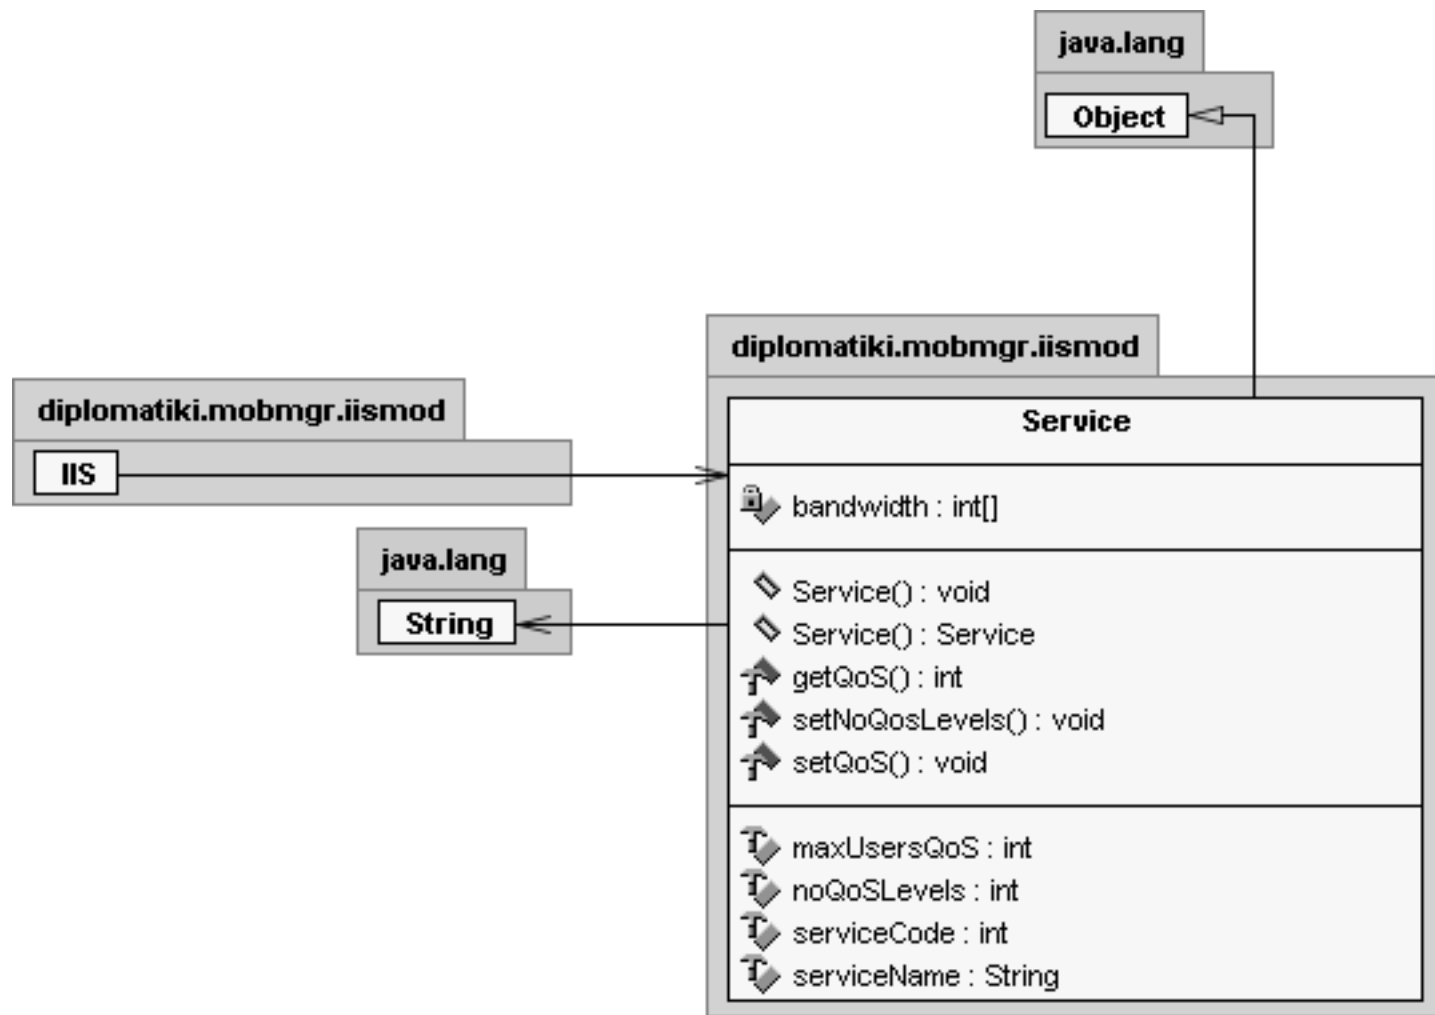 java.lang
Object
diplomatiki.mobmgr.iismod
Service
diplomatiki.mobmgr.iismod
IIS
bandwidth : int[]
java.lang
String
Service() : void
Service() : Service
getQoS() : int
setNoQosLevels() : void
setQoS() : void
maxUsersQoS : int
noQoSLevels : int
serviceCode : int
serviceName : String